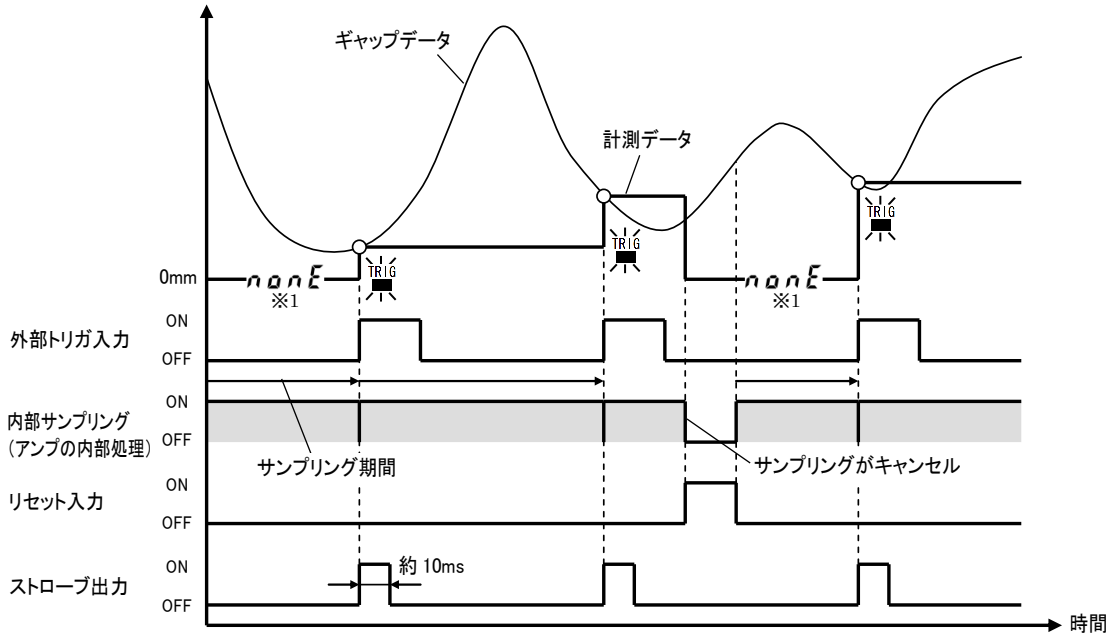 ギャップデータ
計測データ
TRIG
TRIG
TRIG
0mm
nonE
※1
nonE
※1
外部トリガ入力
ON
OFF
内部サンプリング
(アンプの内部処理)
ON
OFF
サンプリング期間
サンプリングがキャンセル
リセット入力
ON
OFF
ストローブ出力
ON
OFF
約 10ms
時間